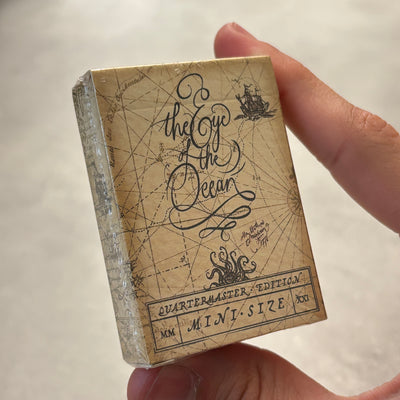 the Eye
of the
Ocean
QUARTERMASTER · EDITION
MM MINI·SIZE XXI